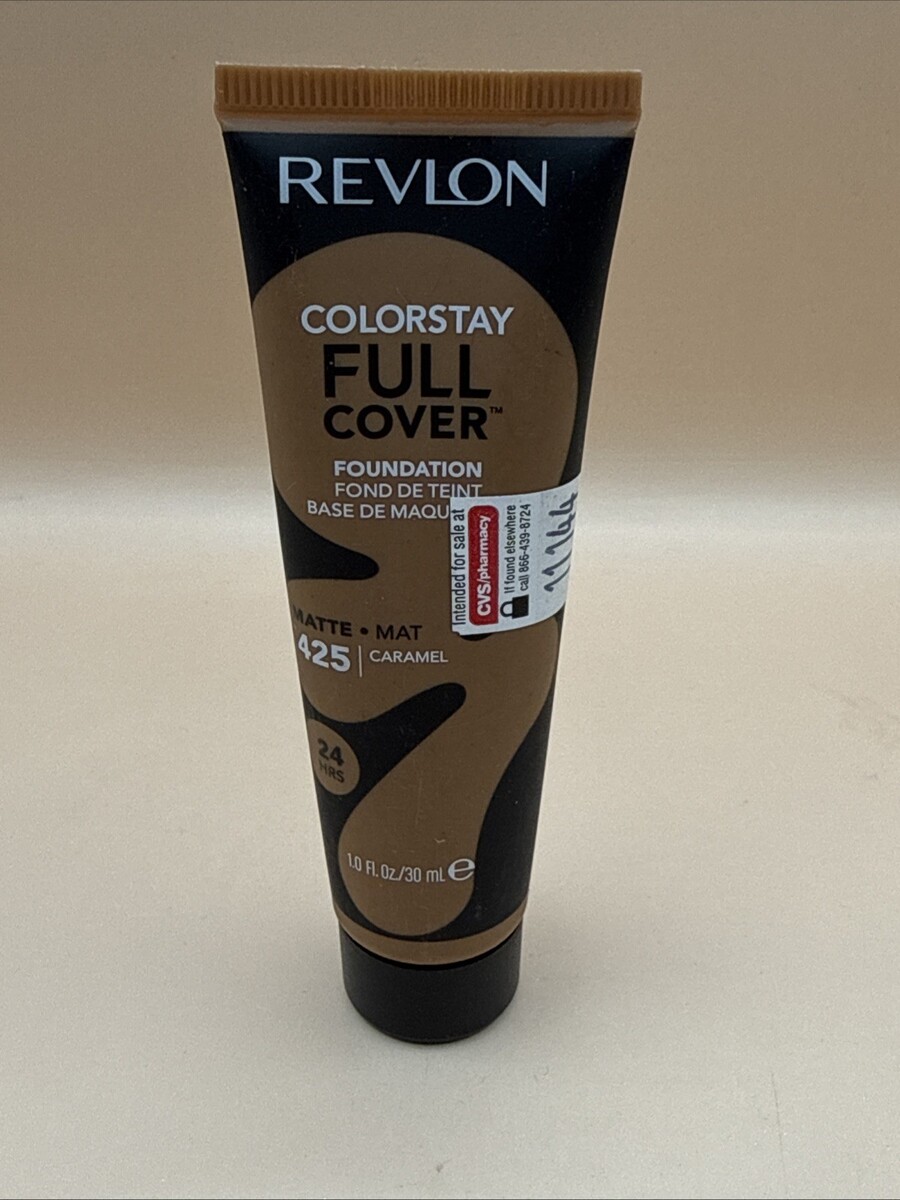 REVLON
COLORSTAY
FULL
COVER™
FOUNDATION
FOND DE TEINT
BASE DE
Intended for sale at
CVS/pharmacy
If found elsewhere
call 866-439-8724
MATTE • MAT
425 | CARAMEL
24
HRS
1.0 Fl. Oz./30 mL ℮